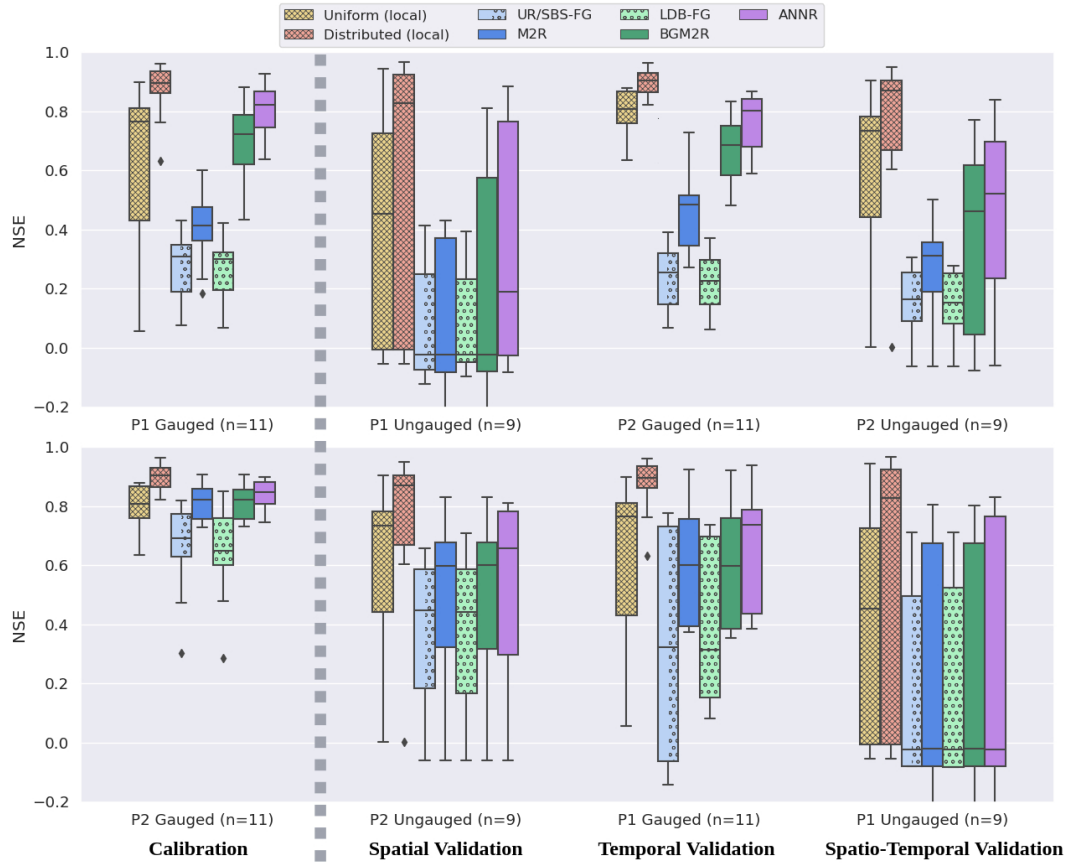 Uniform (local) UR/SBS-FG LDB-FG ANNR
Distributed (local) M2R BGM2R
1.0
0.8
0.6
0.4
0.2
0.0
−0.2
NSE
P1 Gauged (n=11) P1 Ungauged (n=9) P2 Gauged (n=11) P2 Ungauged (n=9)
1.0
0.8
0.6
0.4
0.2
0.0
−0.2
NSE
P2 Gauged (n=11) P2 Ungauged (n=9) P1 Gauged (n=11) P1 Ungauged (n=9)
Calibration Spatial Validation Temporal Validation Spatio-Temporal Validation